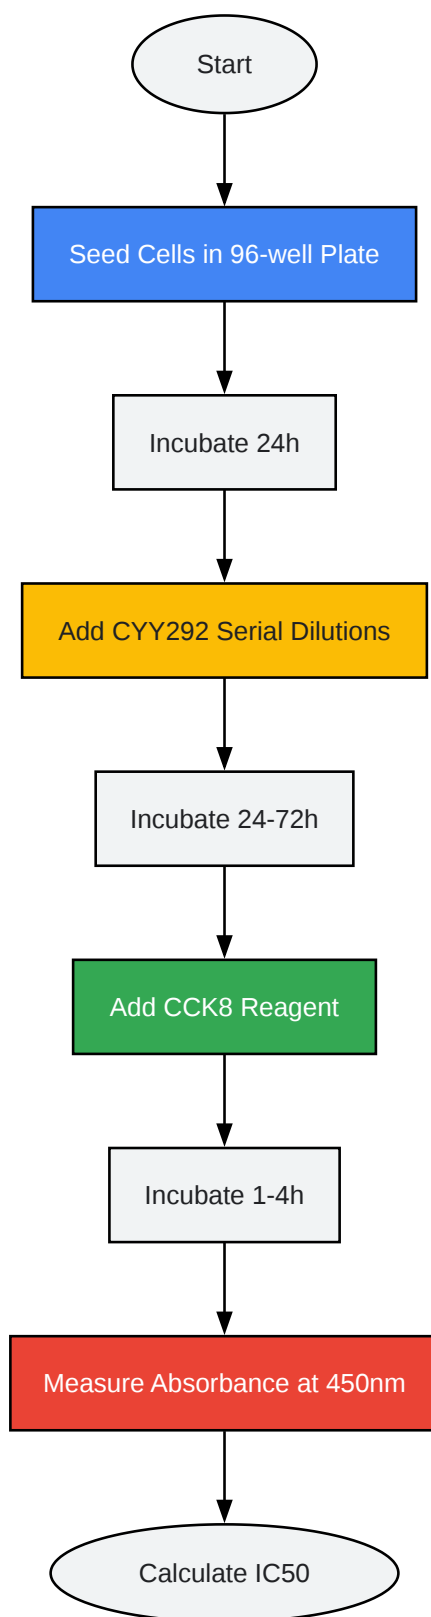 Start
Seed Cells in 96-well Plate
Incubate 24h
Add CYY292 Serial Dilutions
Incubate 24-72h
Add CCK8 Reagent
Incubate 1-4h
Measure Absorbance at 450nm
Calculate IC50